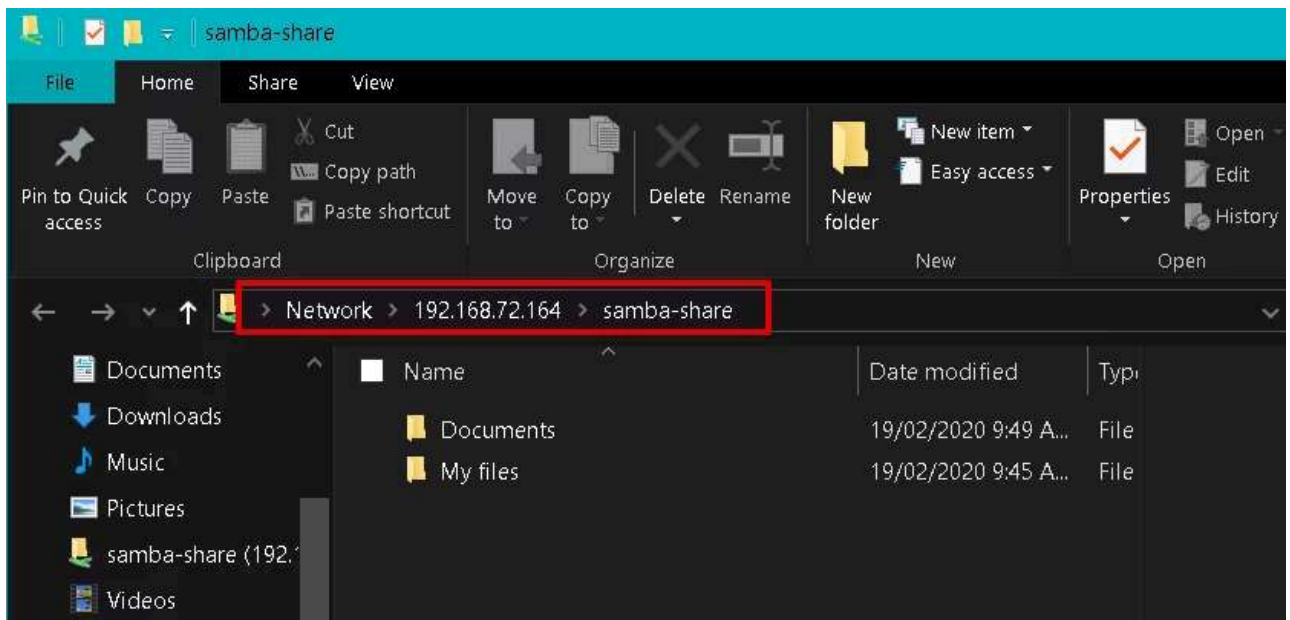 samba-share
File Home Share View
Pin to Quick access
Copy
Paste
Cut
Copy path
Paste shortcut
Clipboard
Move to
Copy to
Delete
Rename
Organize
New folder
New item
Easy access
New
Properties
Open
Edit
History
Open
Network > 192.168.72.164 > samba-share
Name Date modified
Documents
Downloads
Music
Pictures
samba-share (192.
Videos
Documents 19/02/2020 9:49 A... File
My files 19/02/2020 9:45 A... File